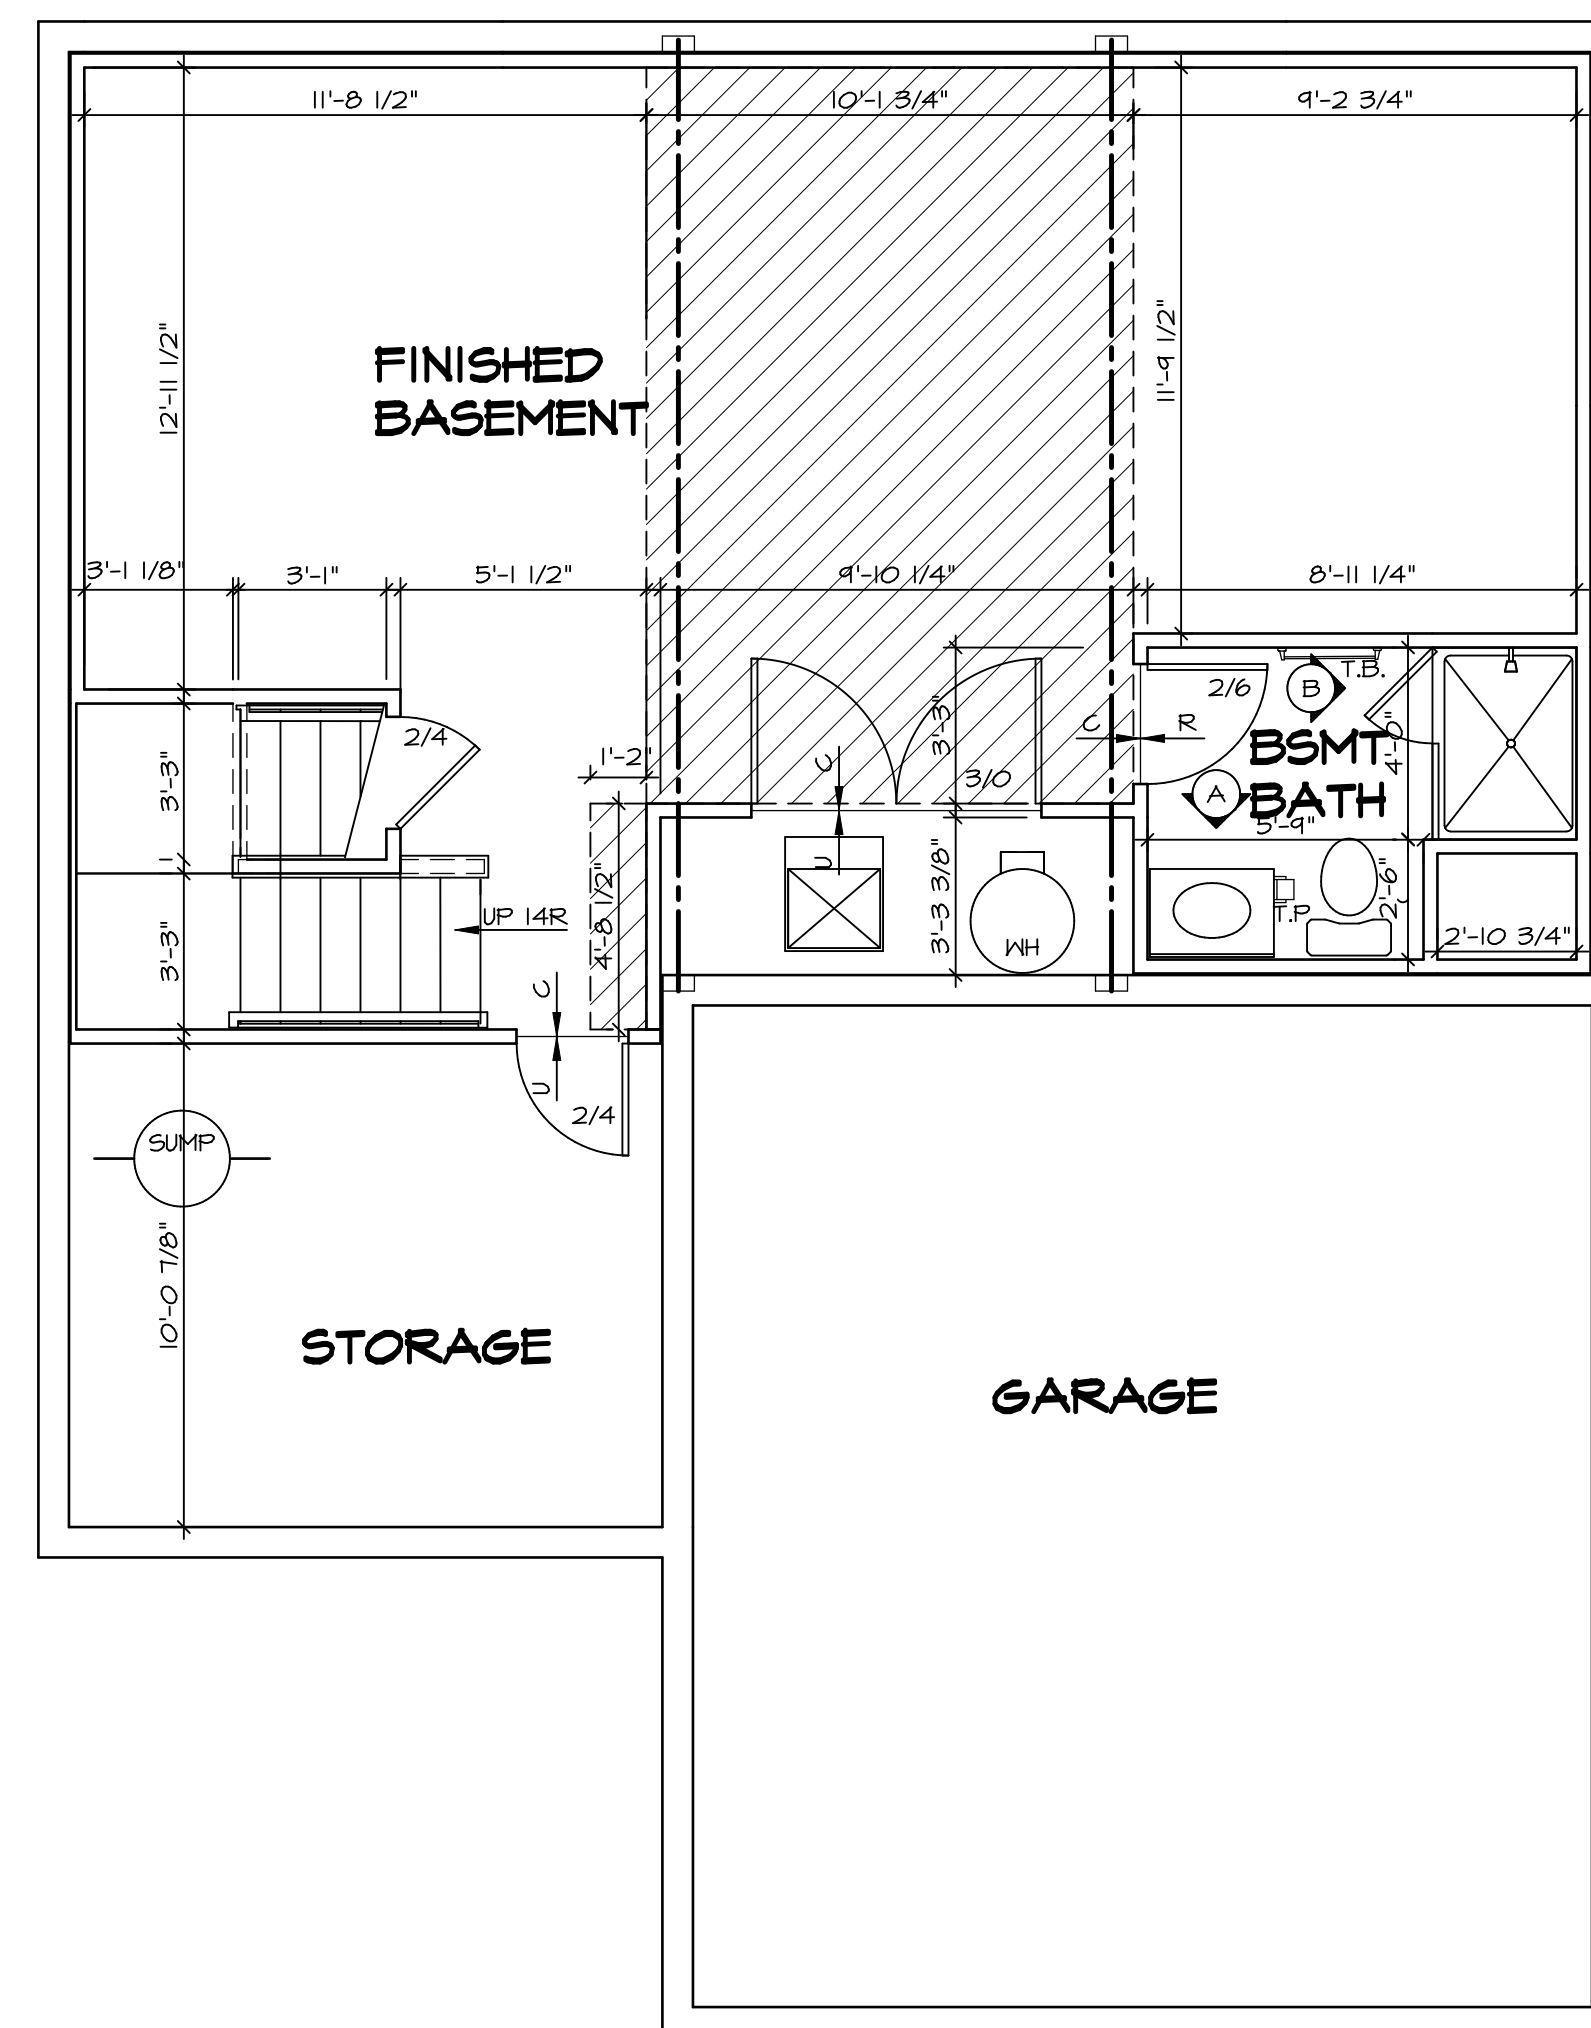 11'-8 1/2"
10'-1 3/4"
9'-2 3/4"
12'-11 1/2"
11'-9 1/2"
FINISHED
BASEMENT
3'-1 1/8"
3'-1"
5'-1 1/2"
9'-10 1/4"
8'-11 1/4"
2/4
3'-3"
1'-2"
C
U
3'-3"
3/0
C
R
2/6
B
T.B.
BSMT
BATH
4'-0"
A
5'-9"
3'-3"
UP 14R
4'-8 1/2"
3'-3 3/8"
WH
T.P
2'-6"
2'-10 3/4"
C
U
2/4
SUMP
10'-0 7/8"
STORAGE
GARAGE